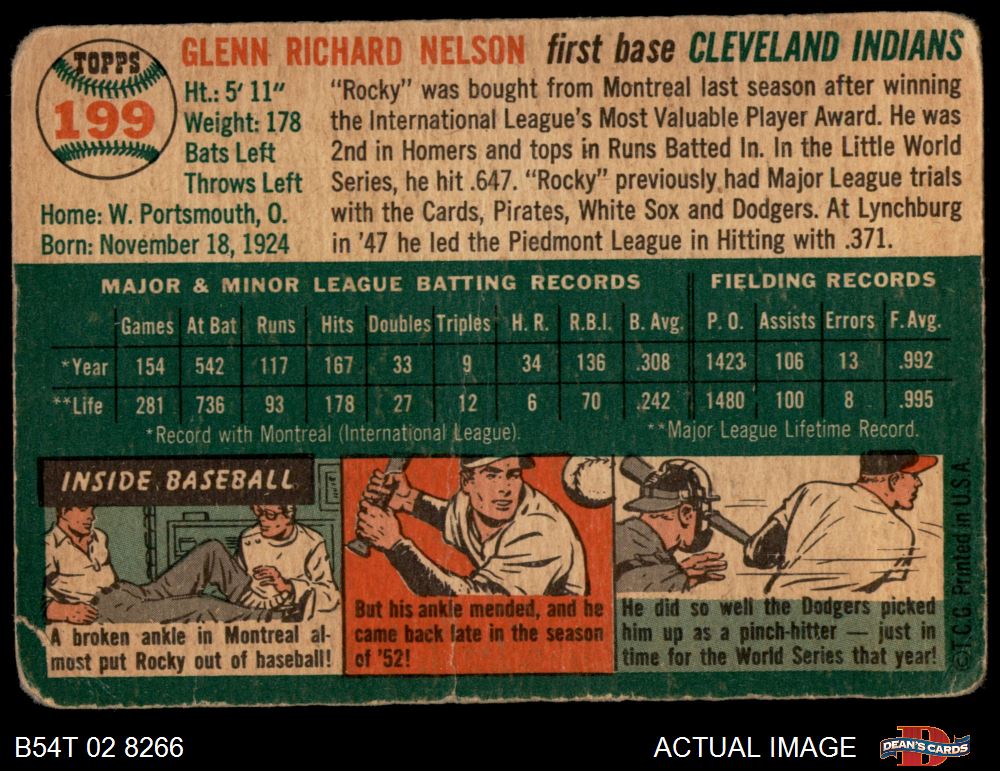 TOPPS
199
GLENN RICHARD NELSON first base CLEVELAND INDIANS
Ht.: 5' 11"
Weight: 178
Bats Left
Throws Left
Home: W. Portsmouth, O.
Born: November 18, 1924
"Rocky" was bought from Montreal last season after winning
the International League's Most Valuable Player Award. He was
2nd in Homers and tops in Runs Batted In. In the Little World
Series, he hit .647. "Rocky" previously had Major League trials
with the Cards, Pirates, White Sox and Dodgers. At Lynchburg
in '47 he led the Piedmont League in Hitting with .371.
MAJOR & MINOR LEAGUE BATTING RECORDS FIELDING RECORDS
Games At Bat Runs Hits Doubles Triples H. R. R.B.I. B. Avg. P. O. Assists Errors F. Avg.
*Year 154 542 117 167 33 9 34 136 .308 1423 106 13 .992
**Life 281 736 93 178 27 12 6 70 .242 1480 100 8 .995
*Record with Montreal (International League). **Major League Lifetime Record.
INSIDE BASEBALL
A broken ankle in Montreal al-
most put Rocky out of baseball!
But his ankle mended, and he
came back late in the season
of '52!
He did so well the Dodgers picked
him up as a pinch-hitter — just in
time for the World Series that year!
©T.C.G. Printed in U.S.A.
B54T 02 8266
ACTUAL IMAGE
DEAN'S CARDS